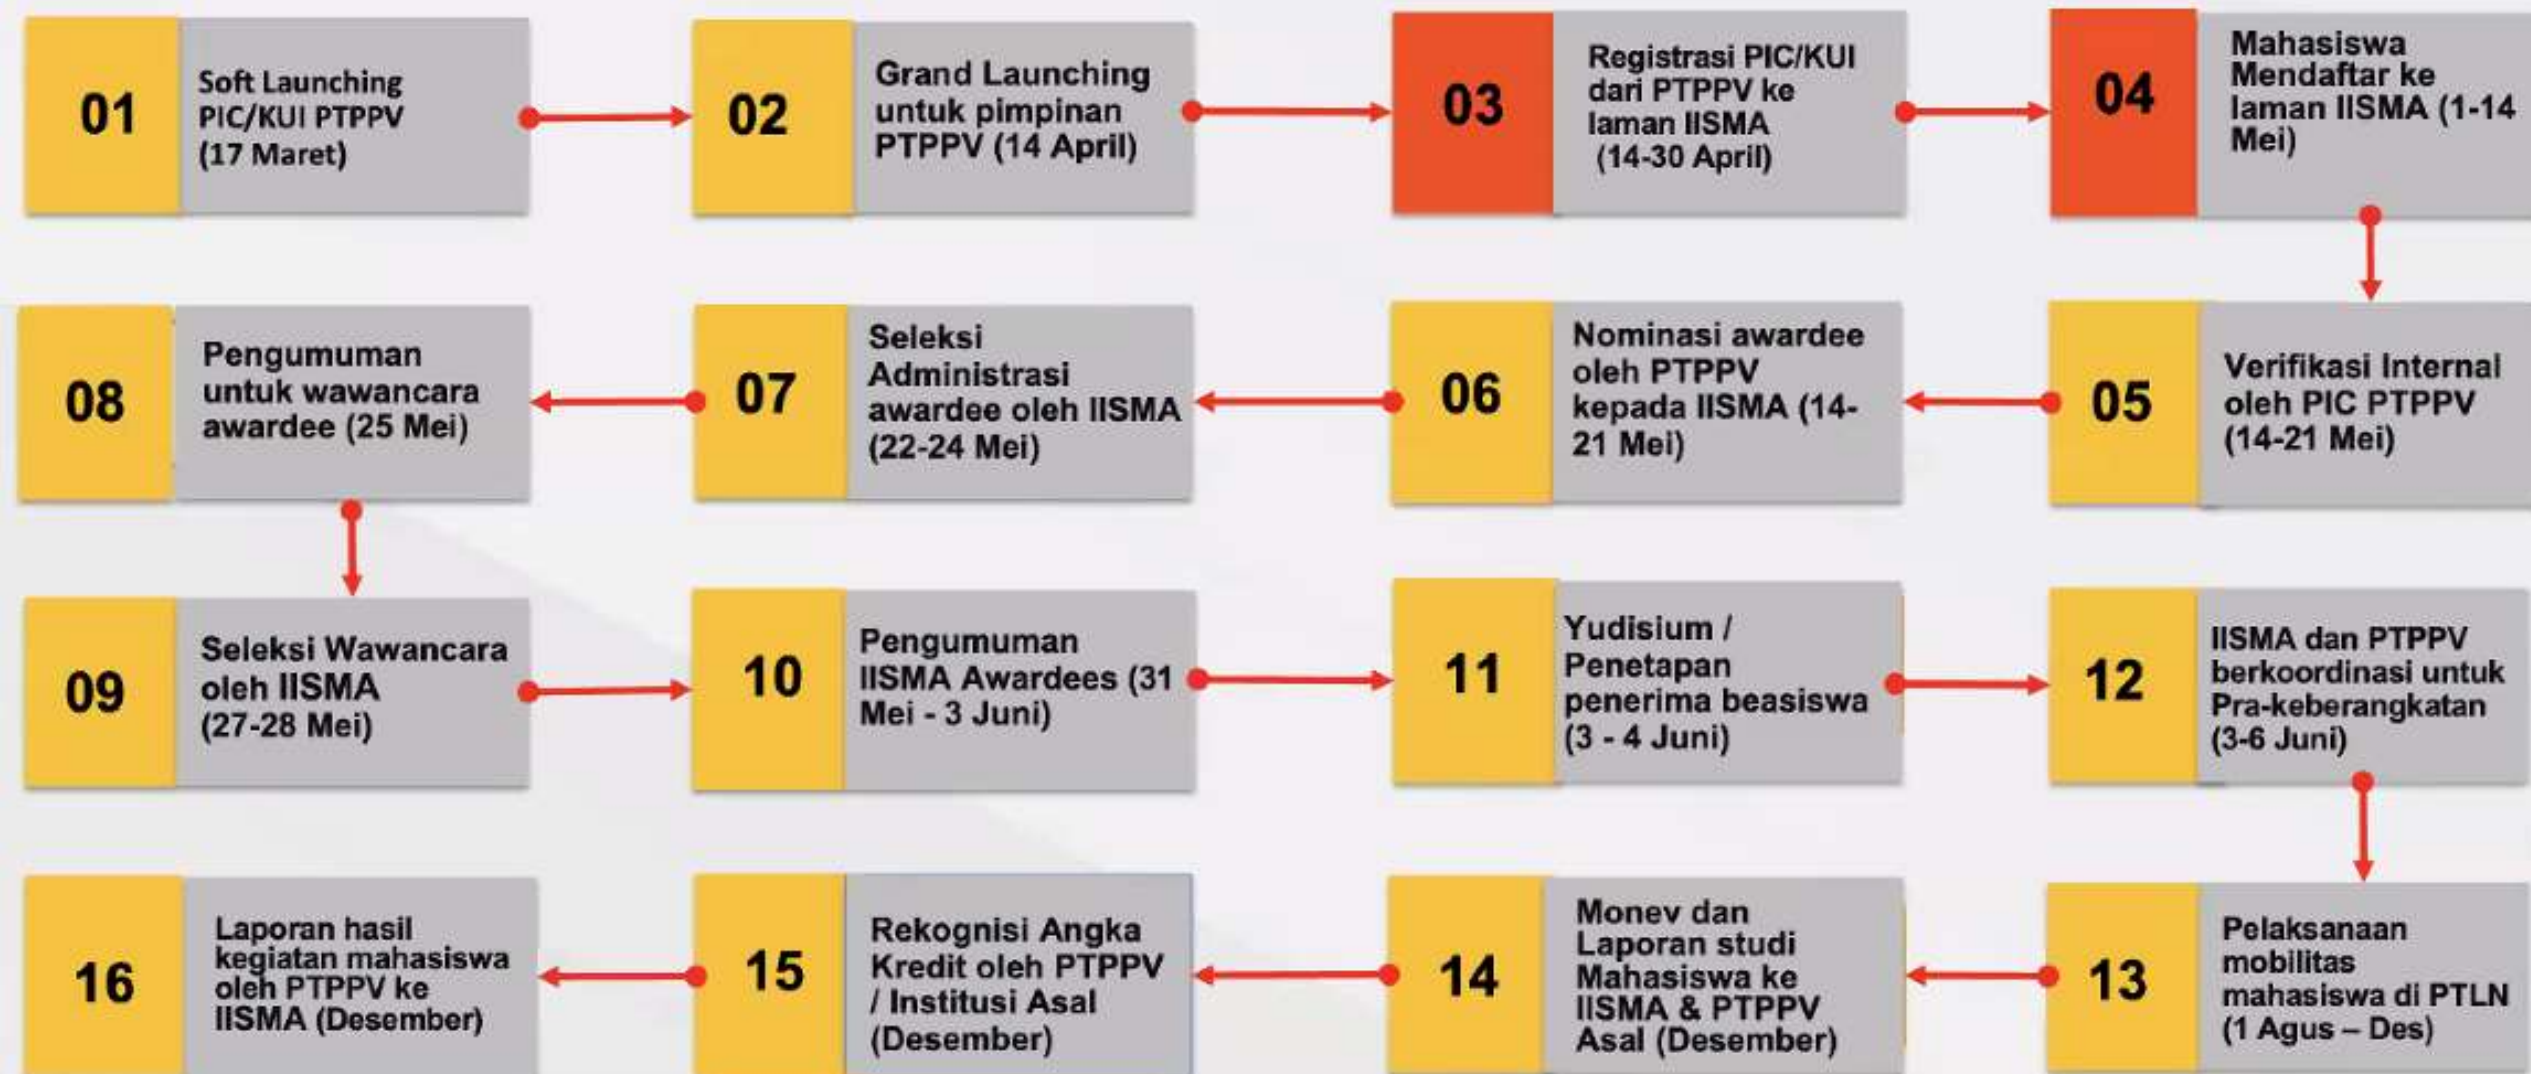 01
Soft Launching
PIC/KUI PTPPV
(17 Maret)
02
Grand Launching
untuk pimpinan
PTPPV (14 April)
03
Registrasi PIC/KUI
dari PTPPV ke
laman IISMA
(14-30 April)
04
Mahasiswa
Mendaftar ke
laman IISMA (1-14
Mei)
05
Verifikasi Internal
oleh PIC PTPPV
(14-21 Mei)
06
Nominasi awardee
oleh PTPPV
kepada IISMA (14-
21 Mei)
07
Seleksi
Administrasi
awardee oleh IISMA
(22-24 Mei)
08
Pengumuman
untuk wawancara
awardee (25 Mei)
09
Seleksi Wawancara
oleh IISMA
(27-28 Mei)
10
Pengumuman
IISMA Awardees (31
Mei - 3 Juni)
11
Yudisium /
Penetapan
penerima beasiswa
(3 - 4 Juni)
12
IISMA dan PTPPV
berkoordinasi untuk
Pra-keberangkatan
(3-6 Juni)
13
Pelaksanaan
mobilitas
mahasiswa di PTLN
(1 Agus – Des)
14
Monev dan
Laporan studi
Mahasiswa ke
IISMA & PTPPV
Asal (Desember)
15
Rekognisi Angka
Kredit oleh PTPPV
/ Institusi Asal
(Desember)
16
Laporan hasil
kegiatan mahasiswa
oleh PTPPV ke
IISMA (Desember)